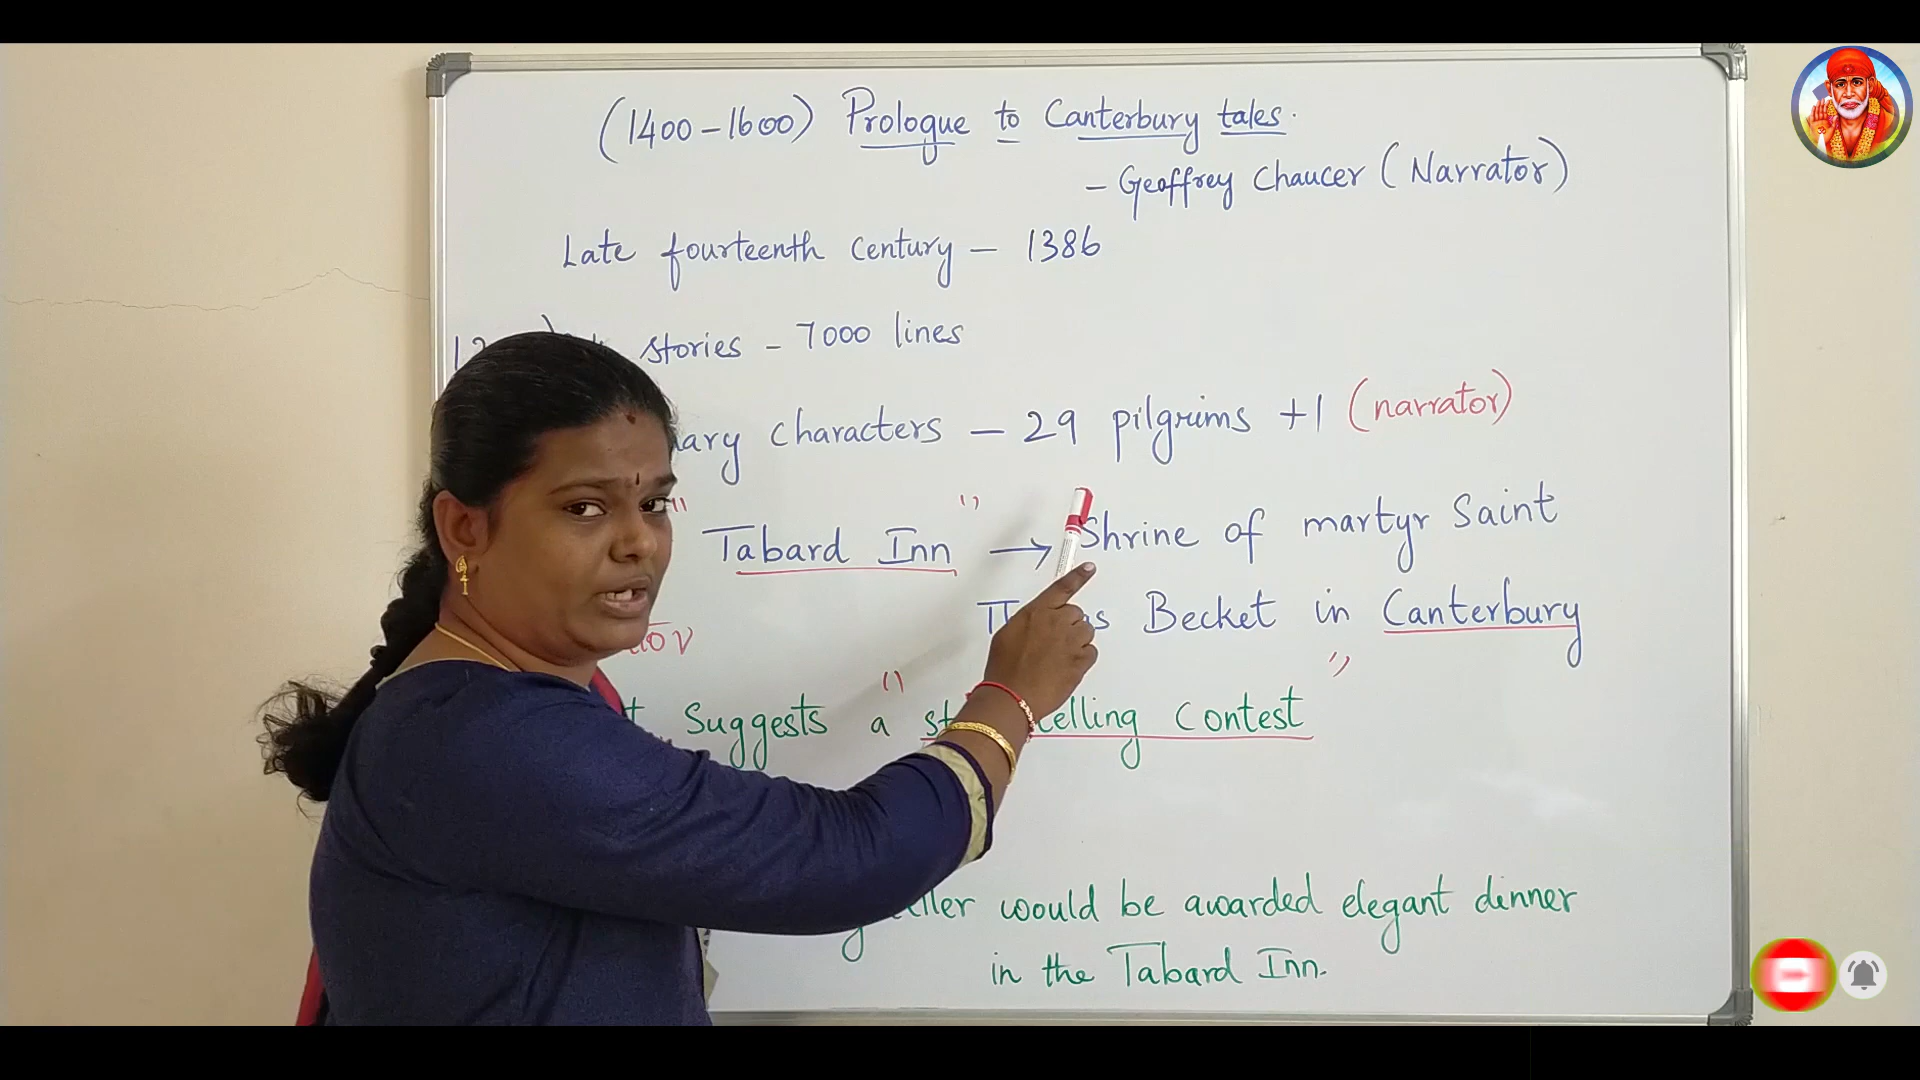 (1400-1600) Prologue to Canterbury tales.
- Geoffrey Chaucer (Narrator)
Late fourteenth century - 1386
stories - 7000 lines
characters - 29 pilgrims +1 (narrator)
"Tabard Inn" → Shrine of martyr Saint
Becket in Canterbury
suggests a "story telling contest"
would be awarded elegant dinner
in the Tabard Inn.